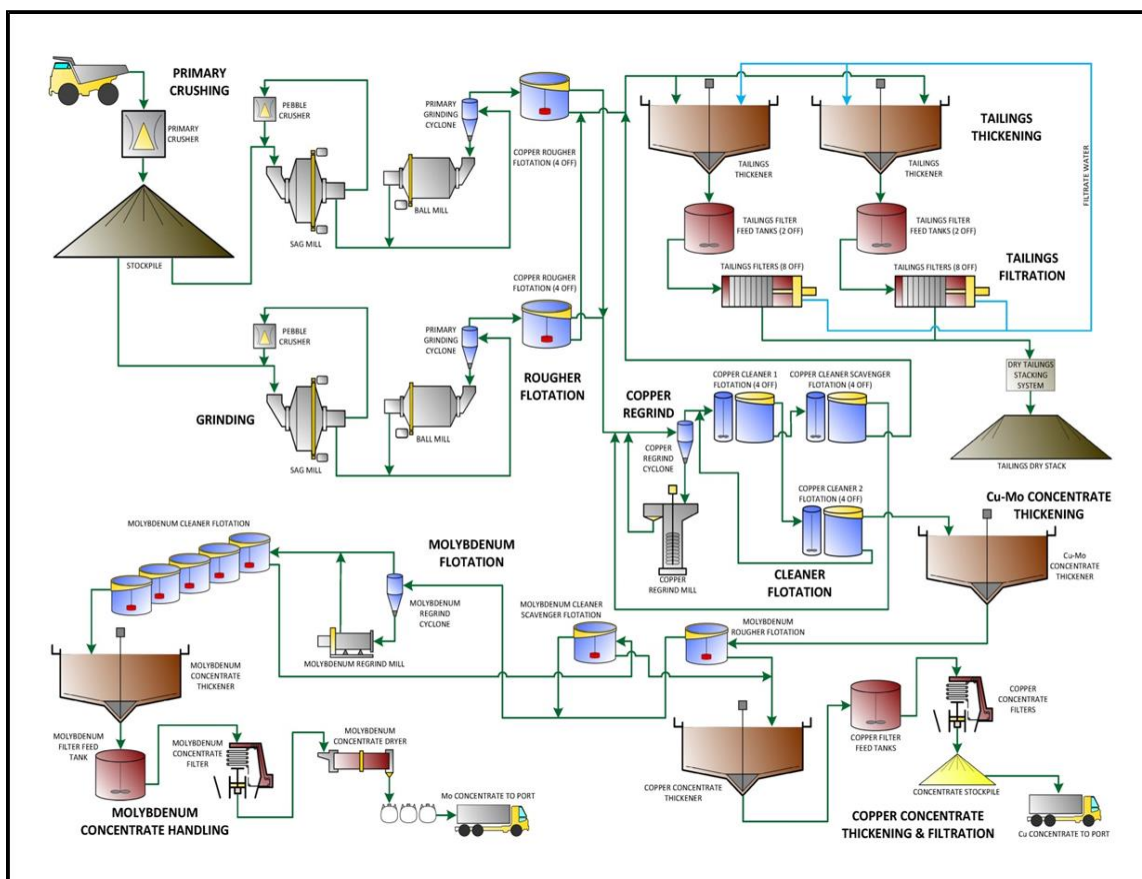 PRIMARY
CRUSHING
PRIMARY
CRUSHER
STOCKPILE
PEBBLE
CRUSHER
SAG MILL
PRIMARY
GRINDING
CYCLONE
BALL MILL
COPPER ROUGHER
FLOTATION (4 OFF)
TAILINGS
THICKENING
TAILINGS
THICKENER
TAILINGS
THICKENER
FILTRATE WATER
TAILINGS FILTER
FEED TANKS (2 OFF)
TAILINGS FILTER
FEED TANKS (2 OFF)
TAILINGS FILTERS (8 OFF)
TAILINGS FILTERS (8 OFF)
TAILINGS
FILTRATION
DRY TAILINGS
STACKING
SYSTEM
TAILINGS DRY STACK
PEBBLE
CRUSHER
GRINDING
SAG MILL
PRIMARY
GRINDING
CYCLONE
BALL MILL
COPPER ROUGHER
FLOTATION (4 OFF)
ROUGHER
FLOTATION
COPPER
REGRIND
COPPER
REGRIND
CYCLONE
COPPER
REGRIND MILL
COPPER CLEANER 1
FLOTATION (4 OFF)
COPPER CLEANER SCAVENGER
FLOTATION (4 OFF)
COPPER CLEANER 2
FLOTATION (4 OFF)
CLEANER
FLOTATION
Cu-Mo CONCENTRATE
THICKENING
Cu-Mo
CONCENTRATE
THICKENER
MOLYBDENUM CLEANER FLOTATION
MOLYBDENUM
FLOTATION
MOLYBDENUM
REGRIND
CYCLONE
MOLYBDENUM REGRIND MILL
MOLYBDENUM CLEANER
SCAVENGER FLOTATION
MOLYBDENUM
ROUGHER FLOTATION
MOLYBDENUM
CONCENTRATE
THICKENER
MOLYBDENUM
FILTER FEED
TANK
MOLYBDENUM
CONCENTRATE
FILTER
MOLYBDENUM
CONCENTRATE DRYER
Mo CONCENTRATE TO PORT
MOLYBDENUM
CONCENTRATE HANDLING
COPPER CONCENTRATE
THICKENER
COPPER FILTER
FEED TANKS
COPPER
CONCENTRATE
FILTERS
CONCENTRATE STOCKPILE
COPPER CONCENTRATE
THICKENING & FILTRATION
Cu CONCENTRATE TO PORT